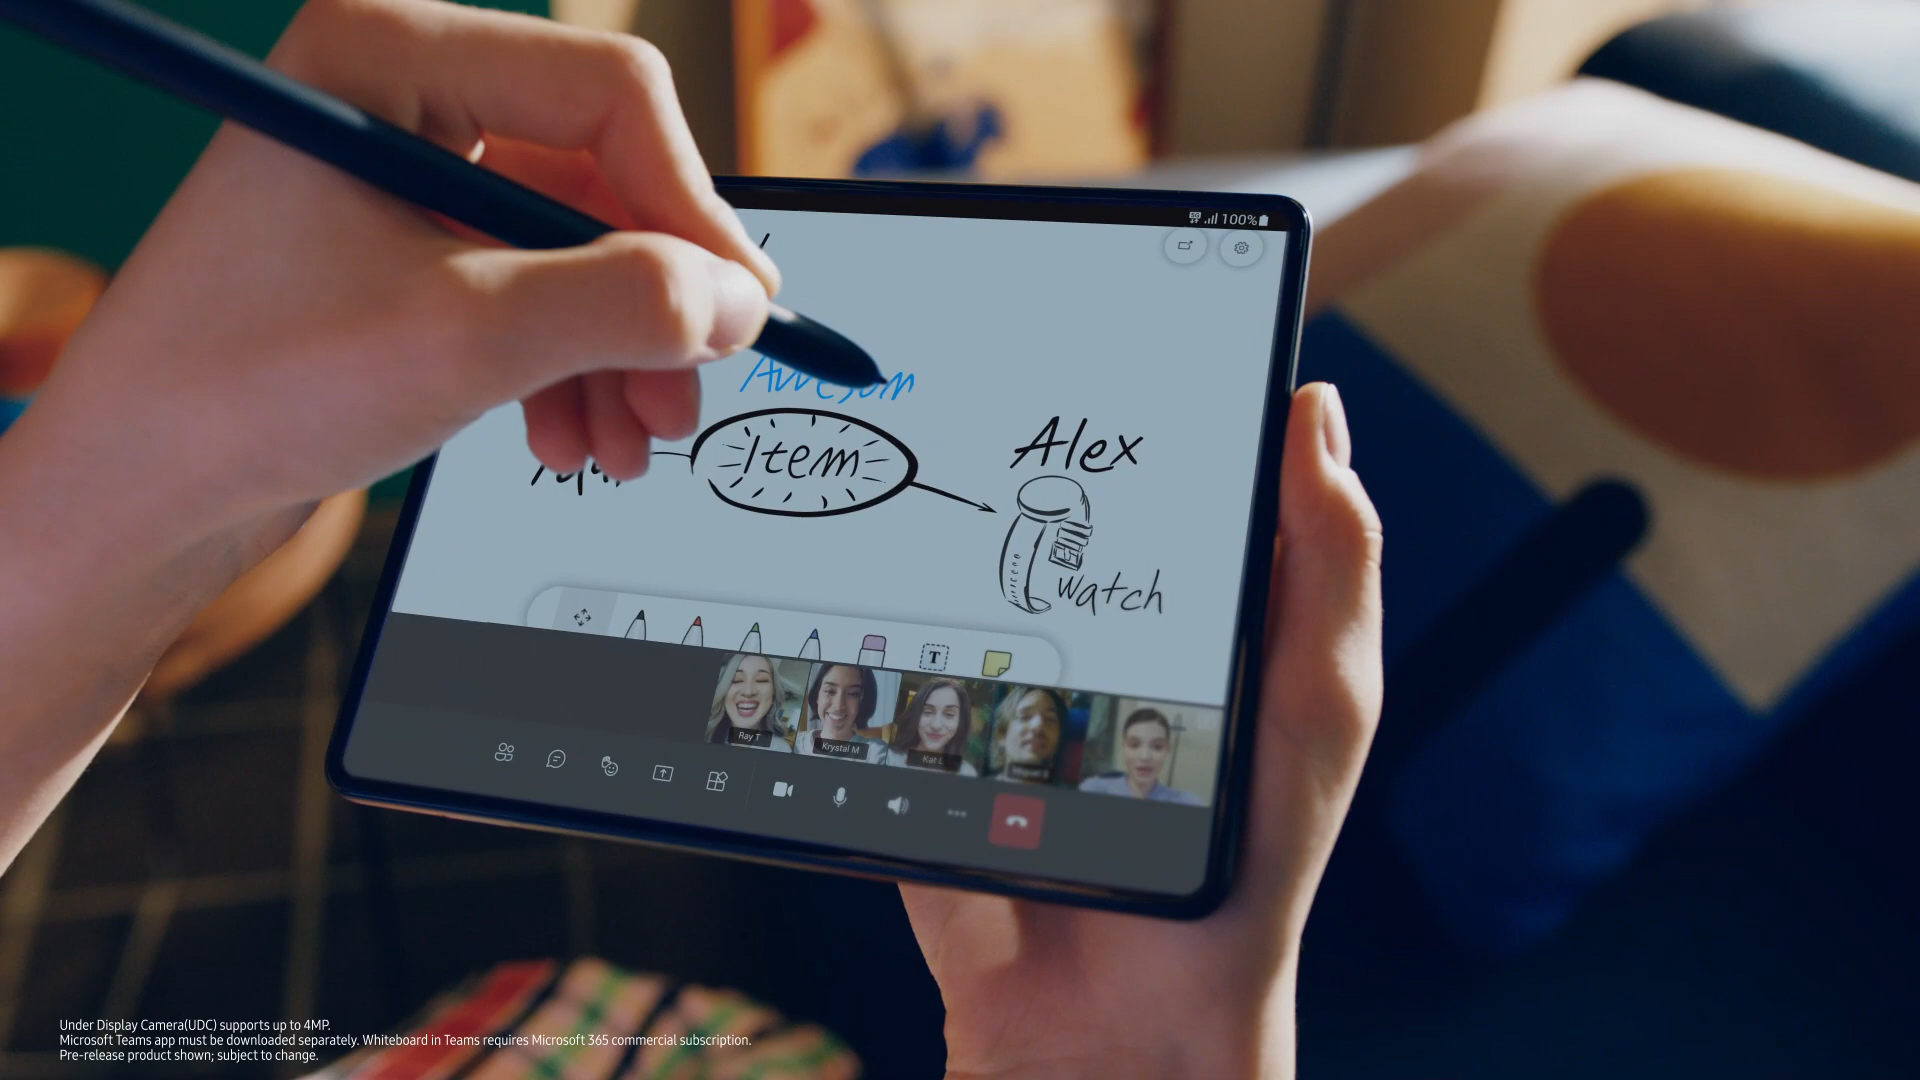 100%
Awesom
Item
Alex
watch
T
Ray T
Krystal M
Kat L
Under Display Camera(UDC) supports up to 4MP.
Microsoft Teams app must be downloaded separately. Whiteboard in Teams requires Microsoft 365 commercial subscription.
Pre-release product shown; subject to change.